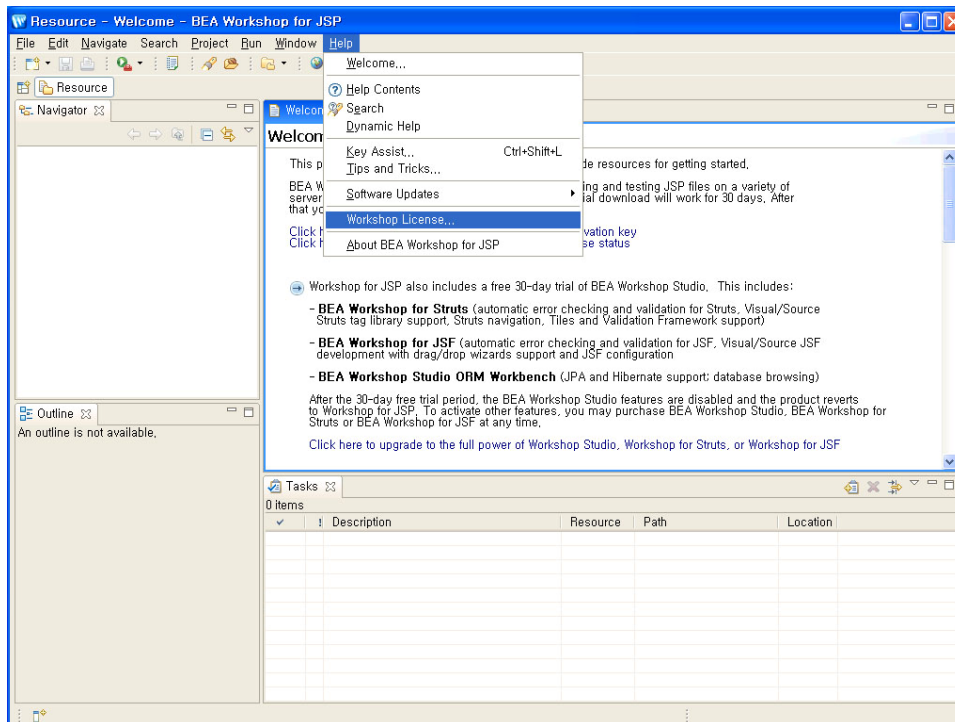 Resource - Welcome - BEA Workshop for JSP
File Edit Navigate Search Project Run Window Help
Resource
Navigator
Welcome...
Help Contents
Search
Dynamic Help
Key Assist... Ctrl+Shift+L
Tips and Tricks...
Software Updates
Workshop License...
About BEA Workshop for JSP
Welcom
Welcom
This p de resources for getting started.
BEA W ing and testing JSP files on a variety of
server ial download will work for 30 days. After
that yo
Click h vation key
Click h se status
Workshop for JSP also includes a free 30-day trial of BEA Workshop Studio. This includes:
- BEA Workshop for Struts (automatic error checking and validation for Struts, Visual/Source
Struts tag library support, Struts navigation, Tiles and Validation Framework support)
- BEA Workshop for JSF (automatic error checking and validation for JSF, Visual/Source JSF
development with drag/drop wizards support and JSF configuration
- BEA Workshop Studio ORM Workbench (JPA and Hibernate support; database browsing)
After the 30-day free trial period, the BEA Workshop Studio features are disabled and the product reverts
to Workshop for JSP. To activate other features, you may purchase BEA Workshop Studio, BEA Workshop for
Struts or BEA Workshop for JSF at any time.
Click here to upgrade to the full power of Workshop Studio, Workshop for Struts, or Workshop for JSF
Outline
An outline is not available.
Tasks
0 items
! Description Resource Path Location